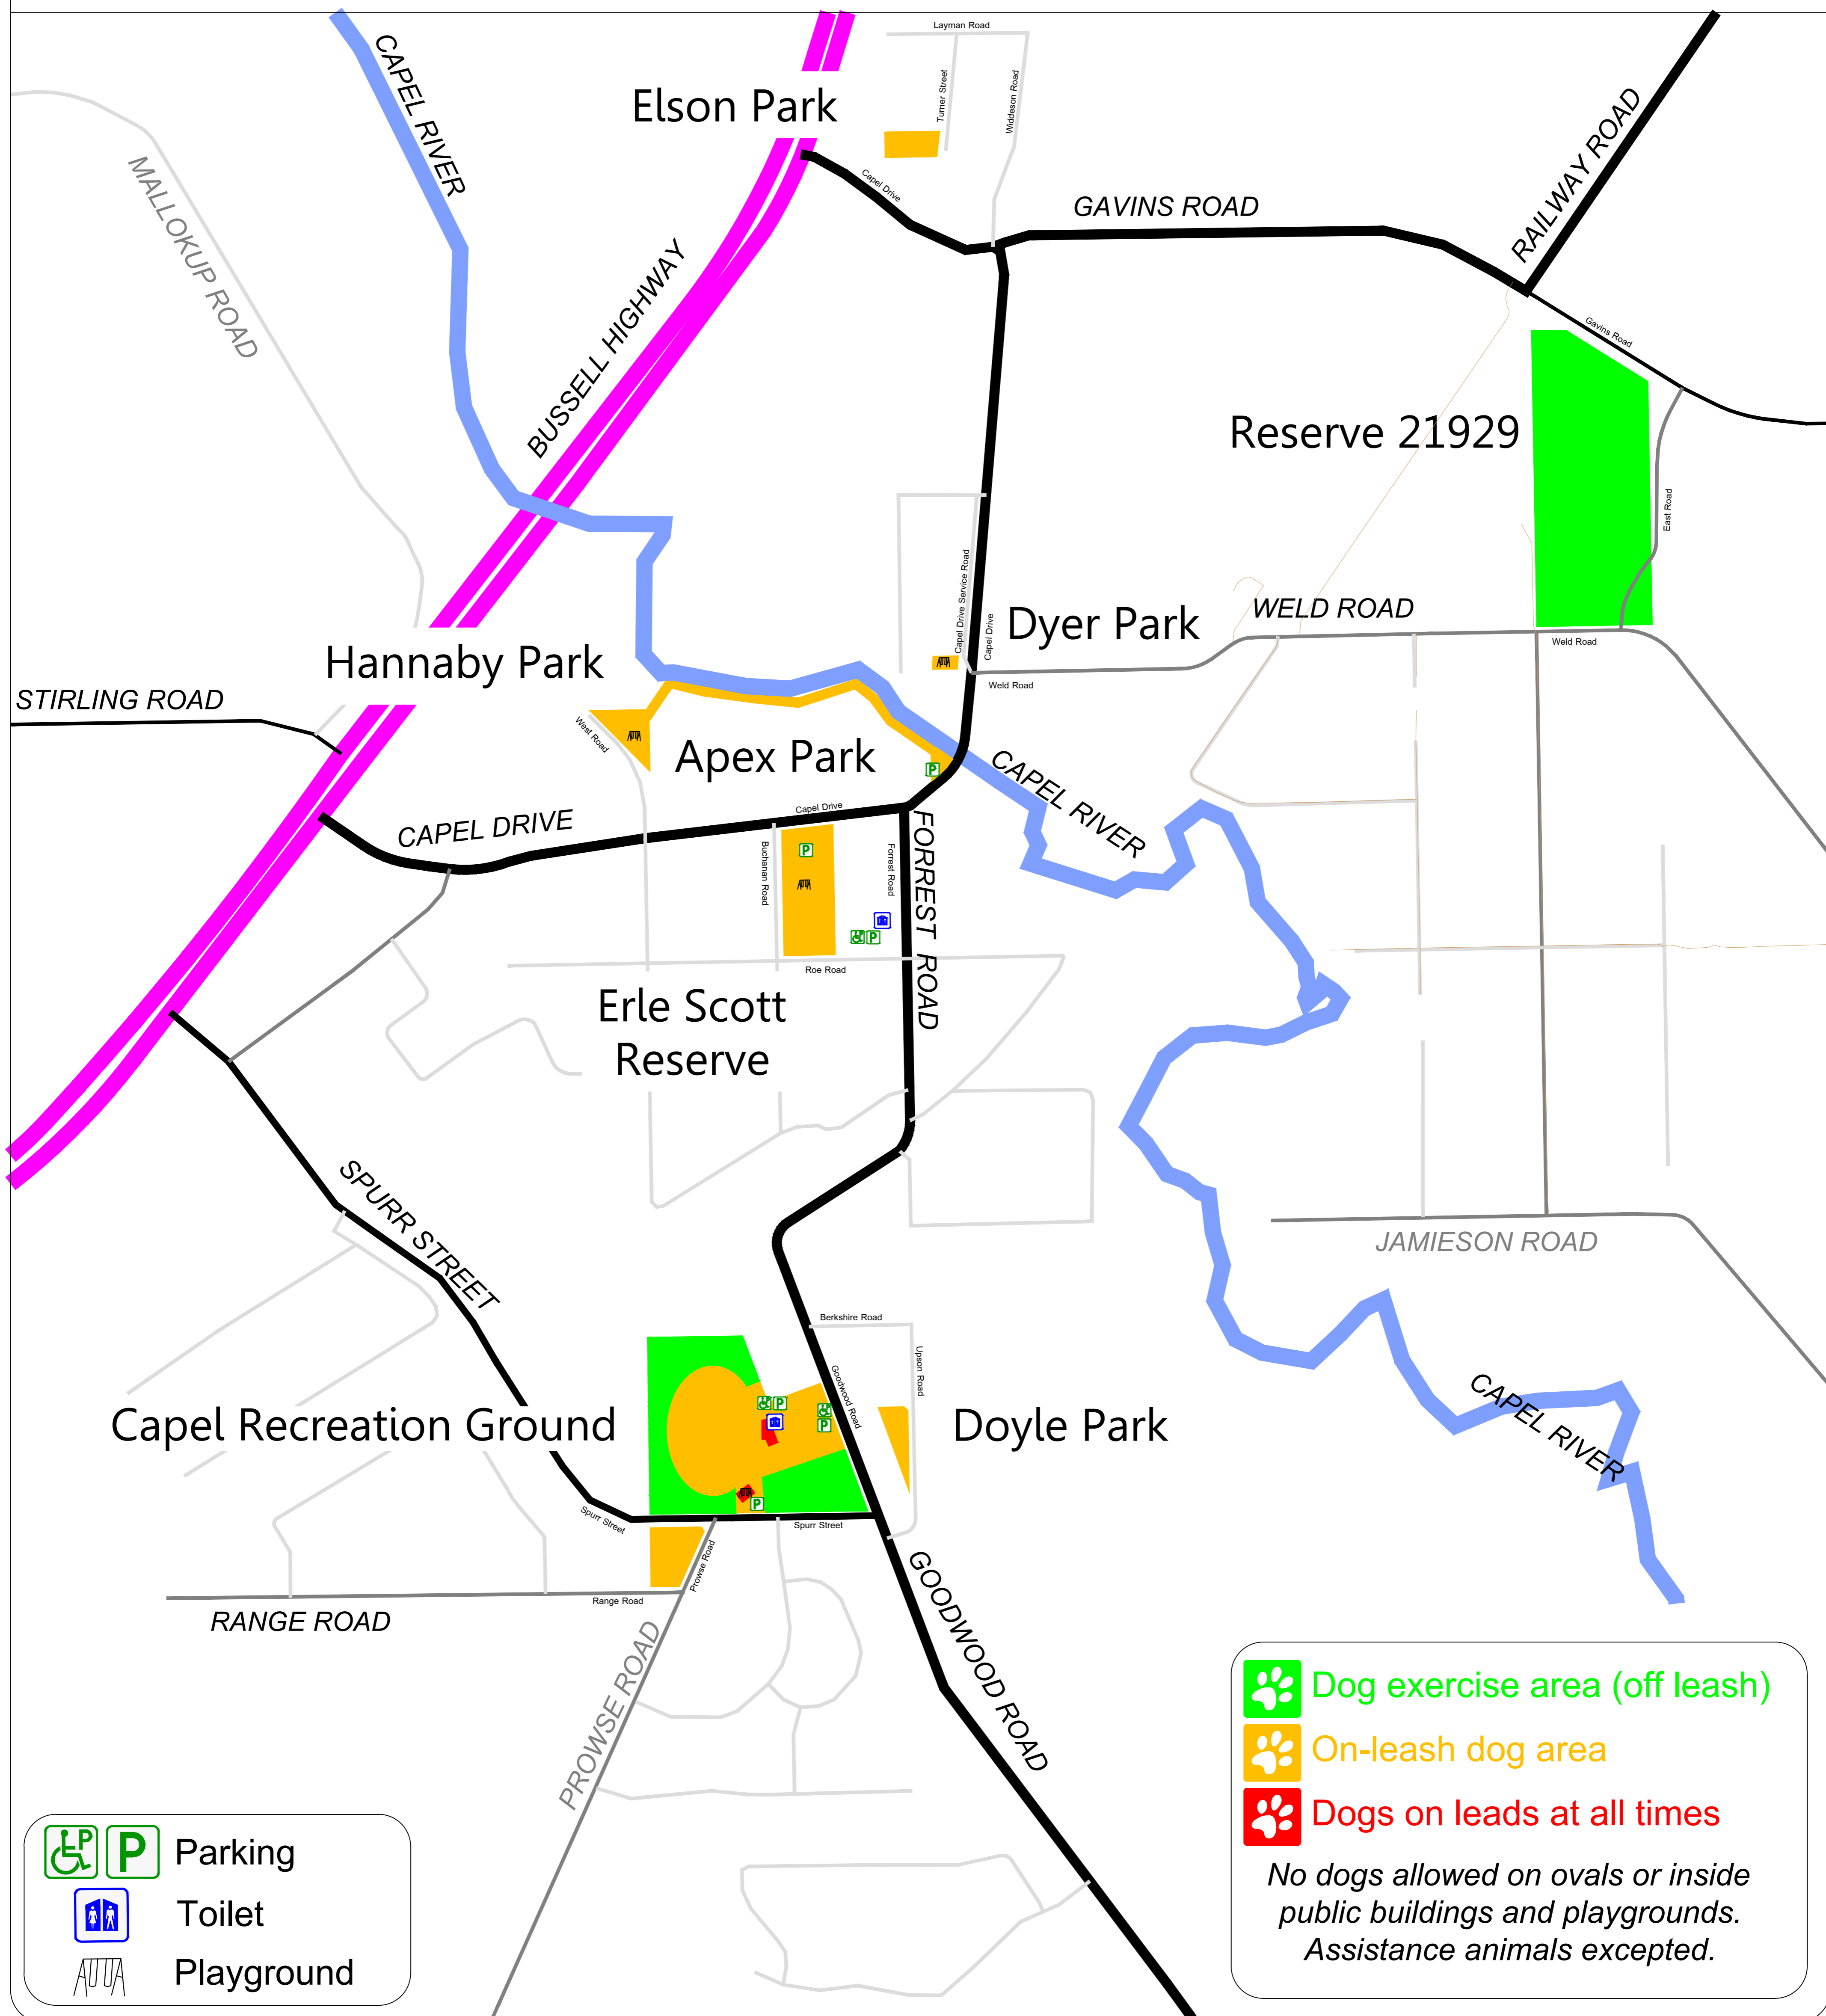 Layman Road
CAPEL RIVER
Elson Park
Turner Street
Widdeson Road
RAILWAY ROAD
MALLOKUP ROAD
Capel Drive
GAVINS ROAD
BUSSELL HIGHWAY
Gavins Road
Reserve 21929
East Road
Capel Drive Service Road
Capel Drive
Dyer Park
WELD ROAD
Weld Road
Weld Road
Hannaby Park
STIRLING ROAD
West Road
Apex Park
P
CAPEL RIVER
CAPEL DRIVE
Capel Drive
FORREST ROAD
Buchanan Road
Forrest Road
P
P
Roe Road
Erle Scott
Reserve
SPURR STREET
JAMIESON ROAD
Berkshire Road
Goodwood Road
Upson Road
Capel Recreation Ground
P
P
P
Doyle Park
CAPEL RIVER
Spurr Street
Spurr Street
Prowse Road
Range Road
RANGE ROAD
PROWSE ROAD
GOODWOOD ROAD
Dog exercise area (off leash)
On-leash dog area
Dogs on leads at all times
No dogs allowed on ovals or inside
public buildings and playgrounds.
Assistance animals excepted.
P P Parking
Toilet
Playground